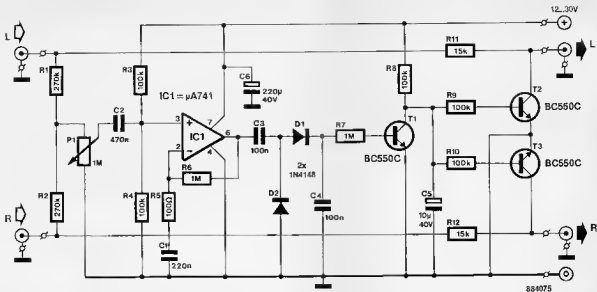 12...30V
L
L
R11
15k
R1
270k
R3
100k
R8
100k
T2
C6
220µ
40V
IC1 = µA741
R9
100k
BC550C
C2
470n
3
7
+
IC1
6
−
2
4
C3
100n
D1
R7
1M
T1
P1
1M
2x
1N4148
BC550C
R10
100k
T3
BC550C
R6
1M
R2
270k
R4
100k
R5
100Ω
D2
C4
100n
C5
10µ
40V
R
R12
15k
R
C1
220n
884075